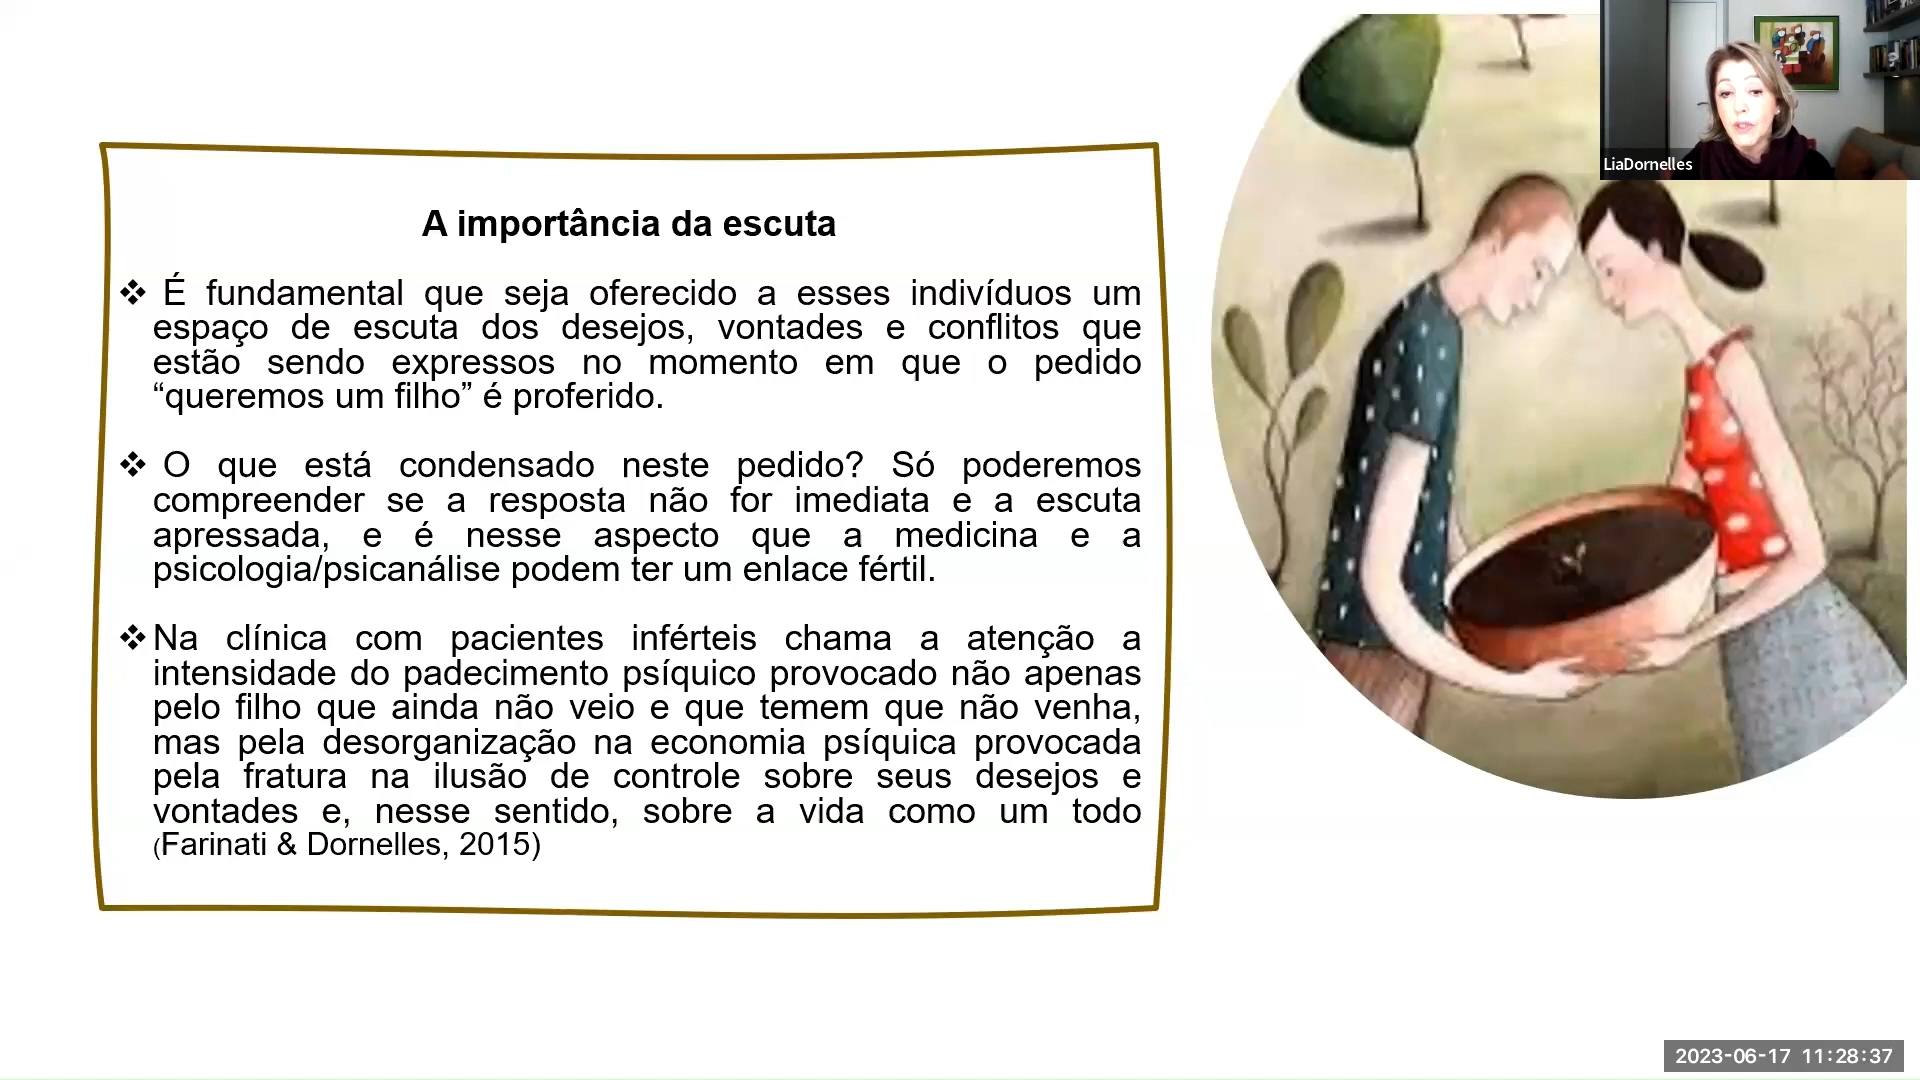 LiaDornelles
A importância da escuta
❖ É fundamental que seja oferecido a esses indivíduos um
espaço de escuta dos desejos, vontades e conflitos que
estão sendo expressos no momento em que o pedido
“queremos um filho” é proferido.
❖ O que está condensado neste pedido? Só poderemos
compreender se a resposta não for imediata e a escuta
apressada, e é nesse aspecto que a medicina e a
psicologia/psicanálise podem ter um enlace fértil.
❖ Na clínica com pacientes inférteis chama a atenção a
intensidade do padecimento psíquico provocado não apenas
pelo filho que ainda não veio e que temem que não venha,
mas pela desorganização na economia psíquica provocada
pela fratura na ilusão de controle sobre seus desejos e
vontades e, nesse sentido, sobre a vida como um todo
(Farinati & Dornelles, 2015)
2023-06-17 11:28:37